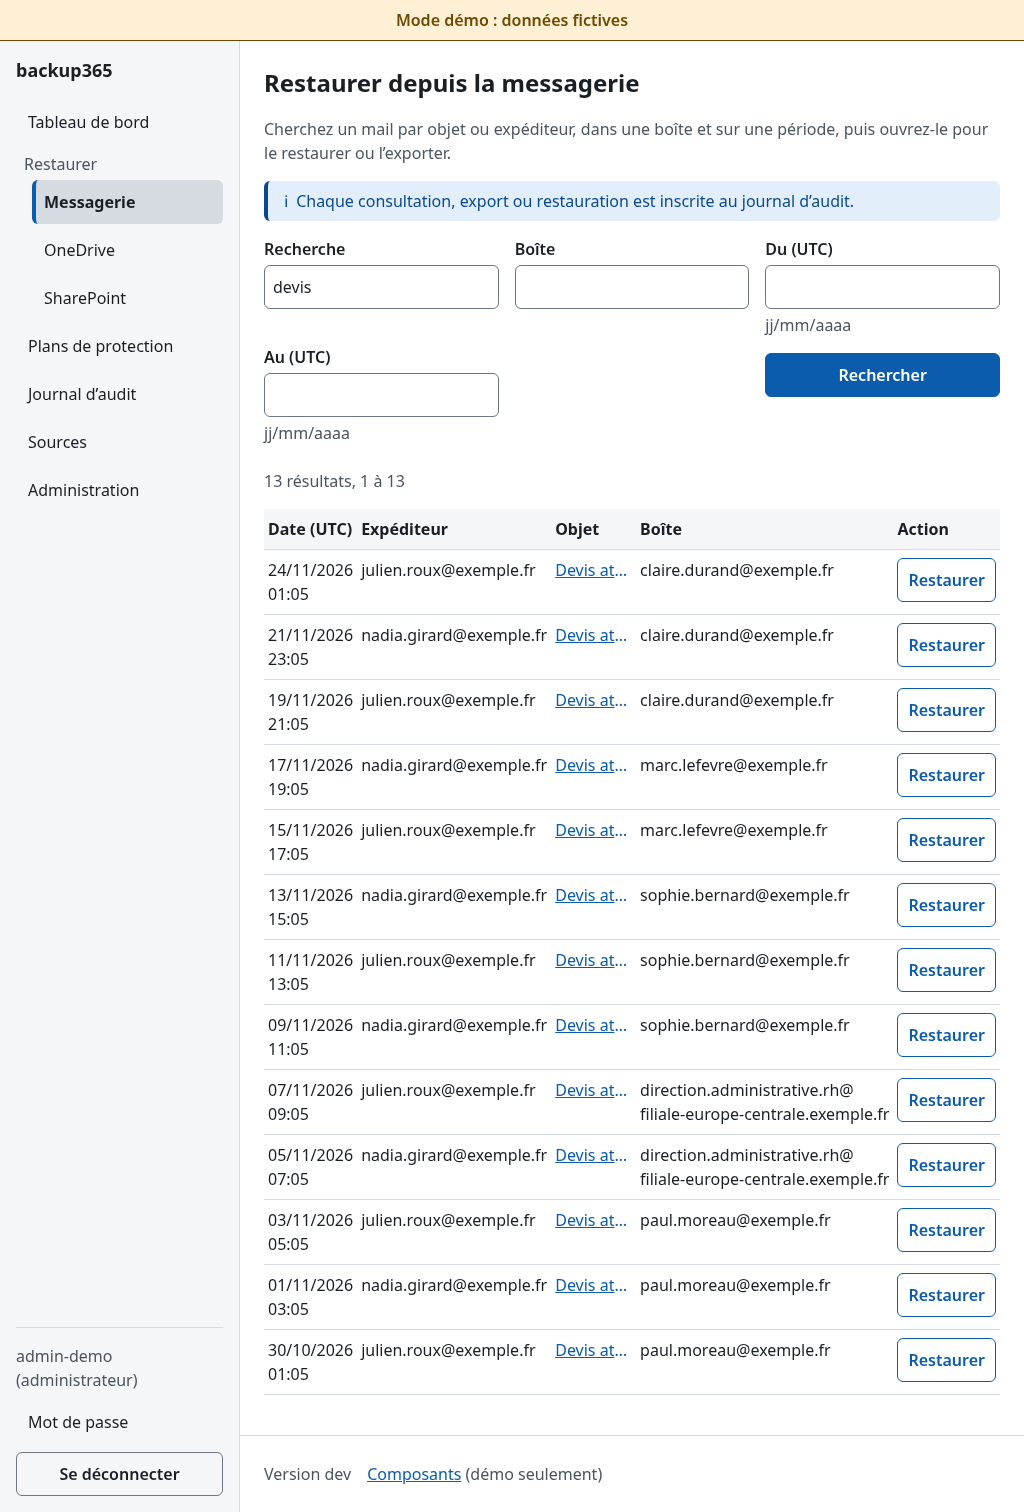 Mode démo : données fictives
backup365
Tableau de bord
Restaurer
Messagerie
OneDrive
SharePoint
Plans de protection
Journal d’audit
Sources
Administration
admin-demo
(administrateur)
Mot de passe
Se déconnecter
Restaurer depuis la messagerie
Cherchez un mail par objet ou expéditeur, dans une boîte et sur une période, puis ouvrez-le pour
le restaurer ou l’exporter.
i Chaque consultation, export ou restauration est inscrite au journal d’audit.
Recherche Boîte Du (UTC)
devis
jj/mm/aaaa
Au (UTC)
Rechercher
jj/mm/aaaa
13 résultats, 1 à 13
Date (UTC) Expéditeur Objet Boîte Action
24/11/2026 julien.roux@exemple.fr Devis at… claire.durand@exemple.fr Restaurer
01:05
21/11/2026 nadia.girard@exemple.fr Devis at… claire.durand@exemple.fr Restaurer
23:05
19/11/2026 julien.roux@exemple.fr Devis at… claire.durand@exemple.fr Restaurer
21:05
17/11/2026 nadia.girard@exemple.fr Devis at… marc.lefevre@exemple.fr Restaurer
19:05
15/11/2026 julien.roux@exemple.fr Devis at… marc.lefevre@exemple.fr Restaurer
17:05
13/11/2026 nadia.girard@exemple.fr Devis at… sophie.bernard@exemple.fr Restaurer
15:05
11/11/2026 julien.roux@exemple.fr Devis at… sophie.bernard@exemple.fr Restaurer
13:05
09/11/2026 nadia.girard@exemple.fr Devis at… sophie.bernard@exemple.fr Restaurer
11:05
07/11/2026 julien.roux@exemple.fr Devis at… direction.administrative.rh@ Restaurer
09:05 filiale-europe-centrale.exemple.fr
05/11/2026 nadia.girard@exemple.fr Devis at… direction.administrative.rh@ Restaurer
07:05 filiale-europe-centrale.exemple.fr
03/11/2026 julien.roux@exemple.fr Devis at… paul.moreau@exemple.fr Restaurer
05:05
01/11/2026 nadia.girard@exemple.fr Devis at… paul.moreau@exemple.fr Restaurer
03:05
30/10/2026 julien.roux@exemple.fr Devis at… paul.moreau@exemple.fr Restaurer
01:05
Version dev Composants (démo seulement)